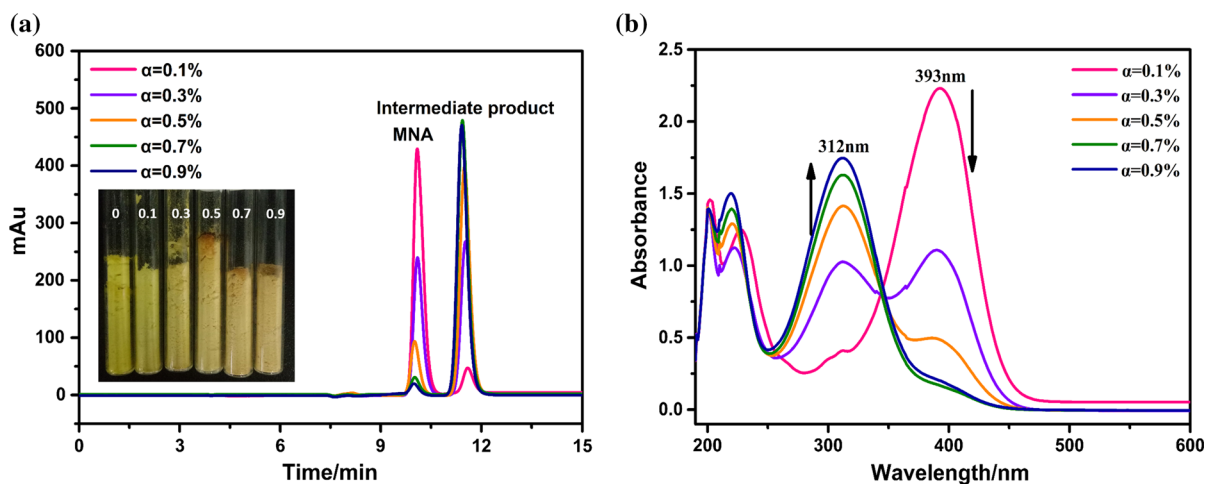 (a)
600
500
400
300
200
100
0
mAu
α=0.1%
α=0.3%
α=0.5%
α=0.7%
α=0.9%
Intermediate product
MNA
0 0.1 0.3 0.5 0.7 0.9
0 3 6 9 12 15
Time/min
(b)
2.5
2.0
1.5
1.0
0.5
0.0
Absorbance
393nm
312nm
α=0.1%
α=0.3%
α=0.5%
α=0.7%
α=0.9%
200 300 400 500 600
Wavelength/nm